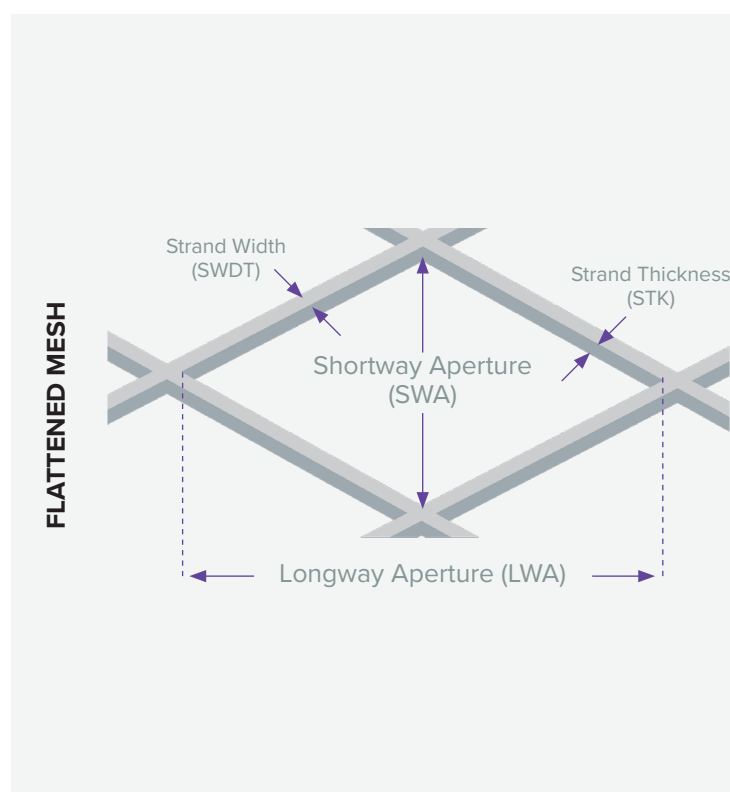 Strand Width
(SWDT)
Strand Thickness
(STK)
Shortway Aperture
(SWA)
FLATTENED MESH
Longway Aperture (LWA)